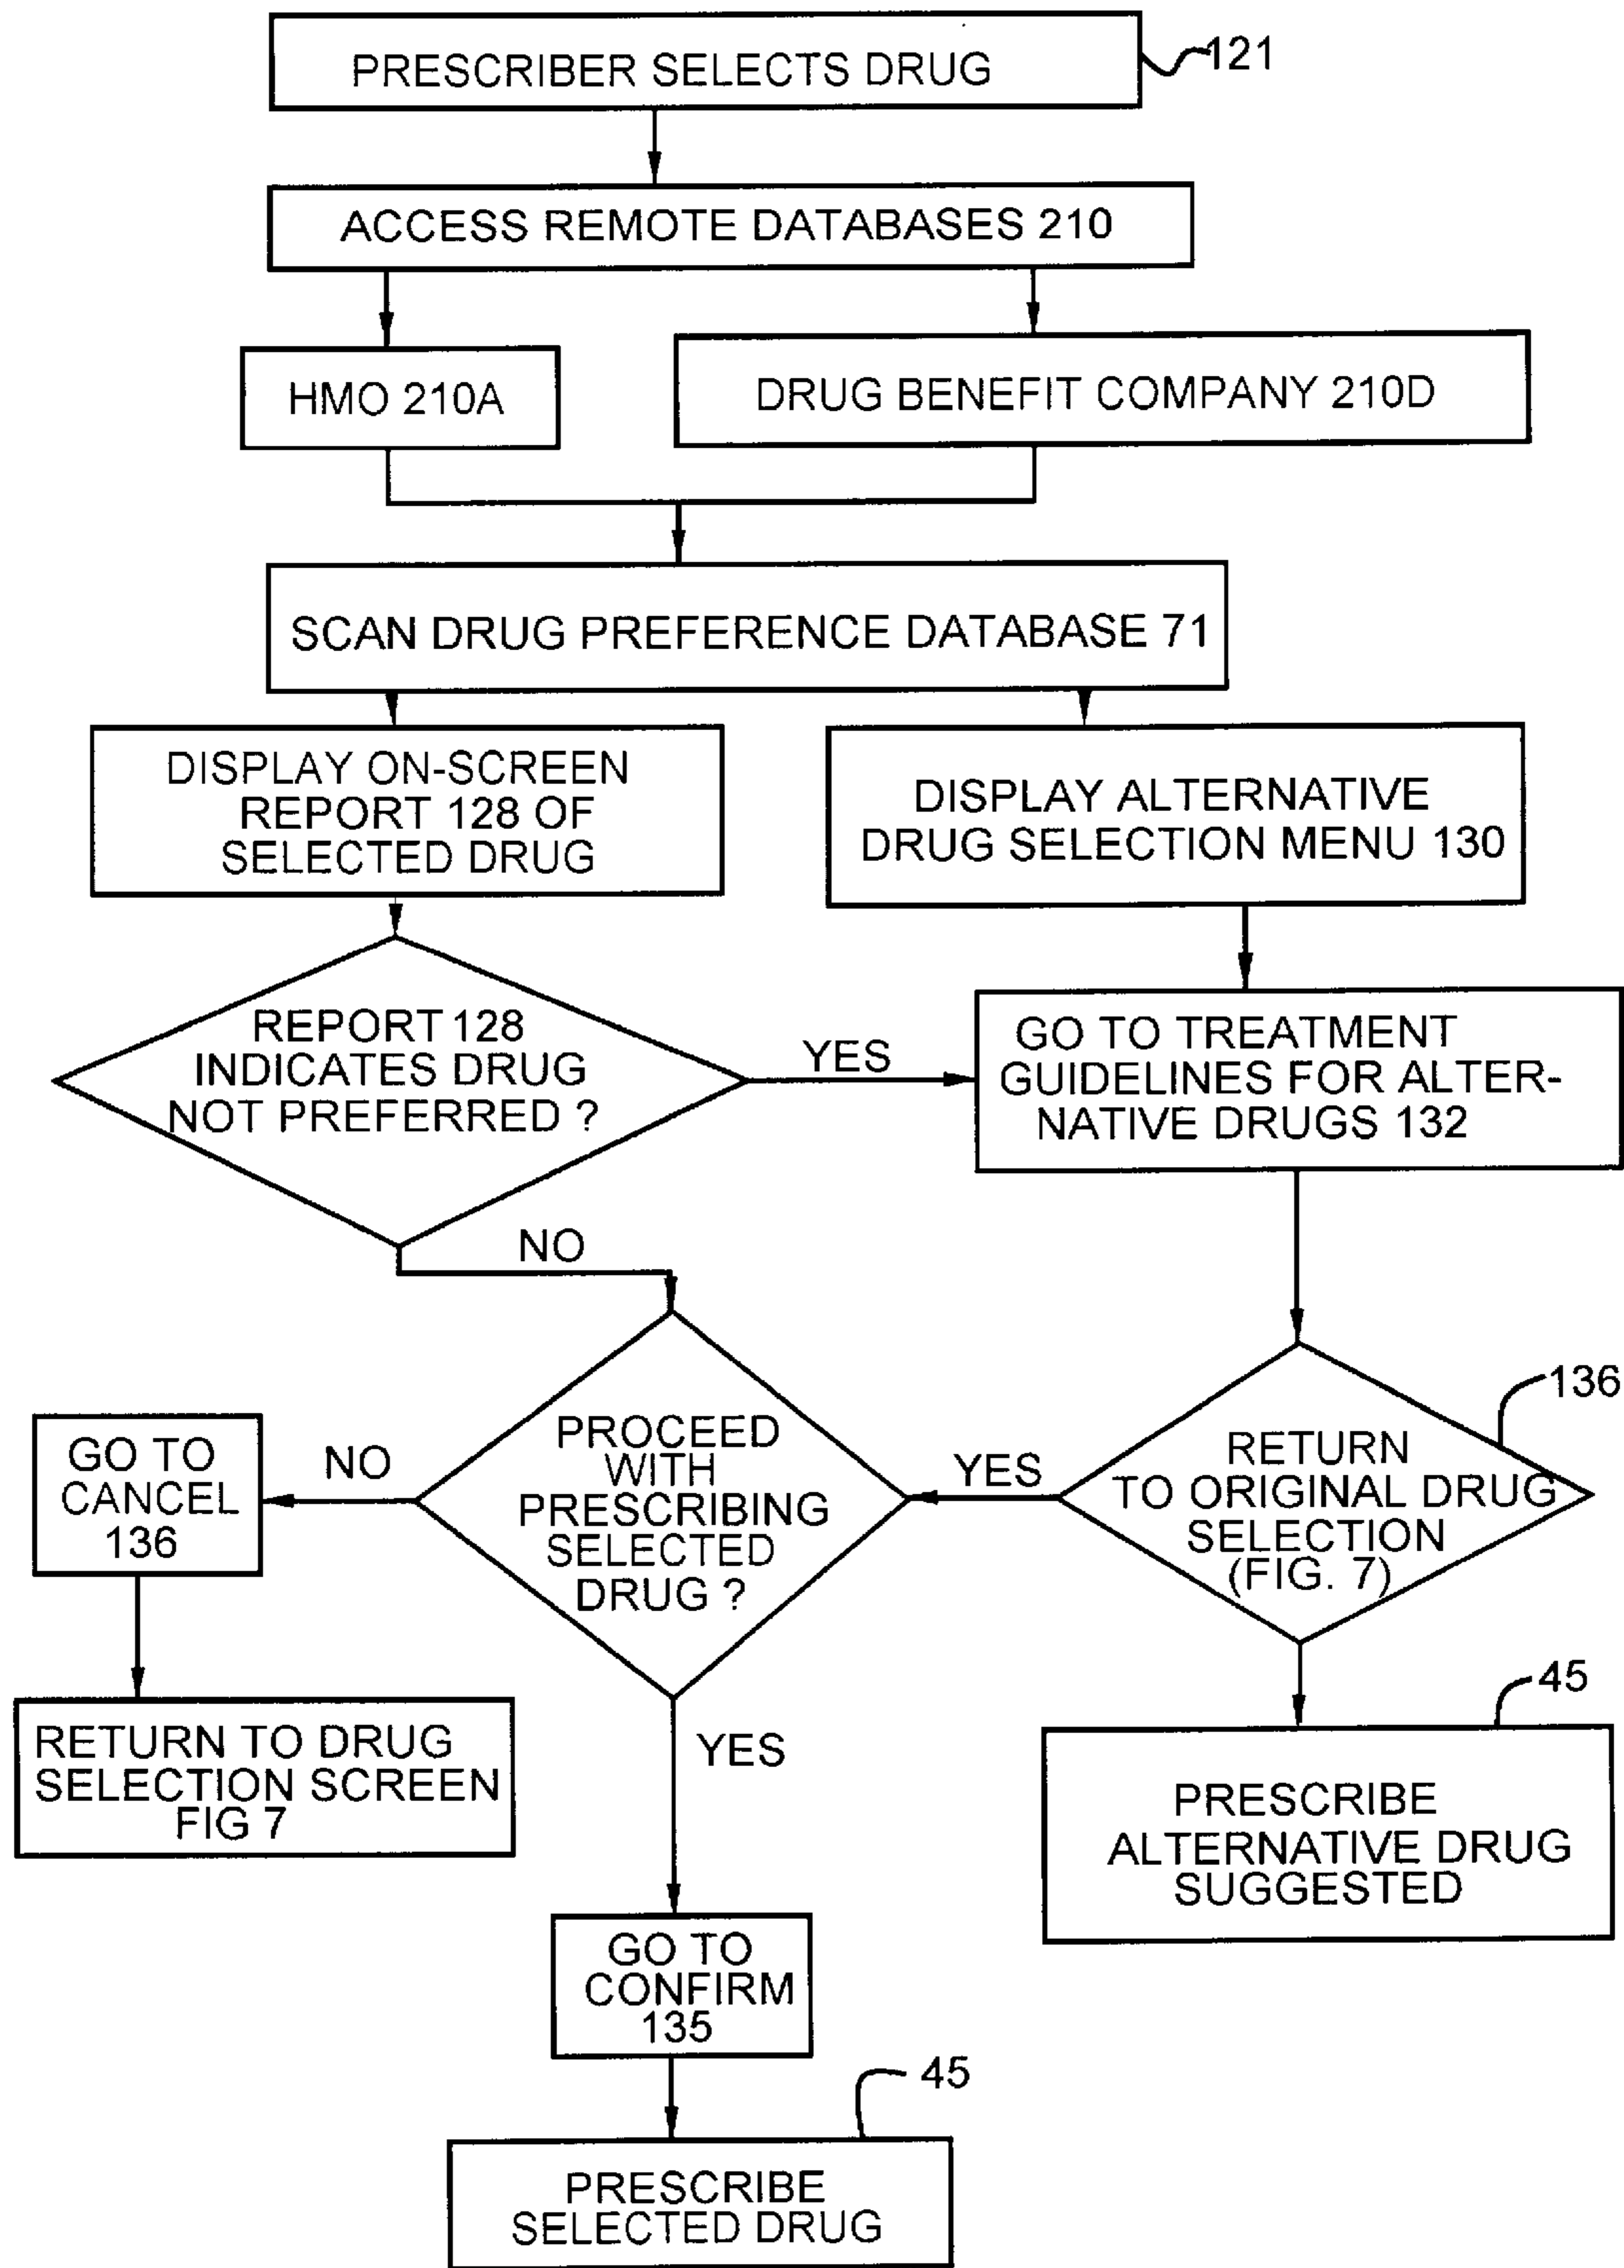 PRESCRIBER SELECTS DRUG
121
ACCESS REMOTE DATABASES 210
HMO 210A
DRUG BENEFIT COMPANY 210D
SCAN DRUG PREFERENCE DATABASE 71
DISPLAY ON-SCREEN
REPORT 128 OF
SELECTED DRUG
DISPLAY ALTERNATIVE
DRUG SELECTION MENU 130
REPORT 128
INDICATES DRUG
NOT PREFERRED ?
YES
GO TO TREATMENT
GUIDELINES FOR ALTER-
NATIVE DRUGS 132
NO
136
RETURN
TO ORIGINAL DRUG
SELECTION
(FIG. 7)
YES
PROCEED
WITH
PRESCRIBING
SELECTED
DRUG ?
NO
GO TO
CANCEL
136
RETURN TO DRUG
SELECTION SCREEN
FIG 7
YES
45
PRESCRIBE
ALTERNATIVE DRUG
SUGGESTED
GO TO
CONFIRM
135
45
PRESCRIBE
SELECTED DRUG